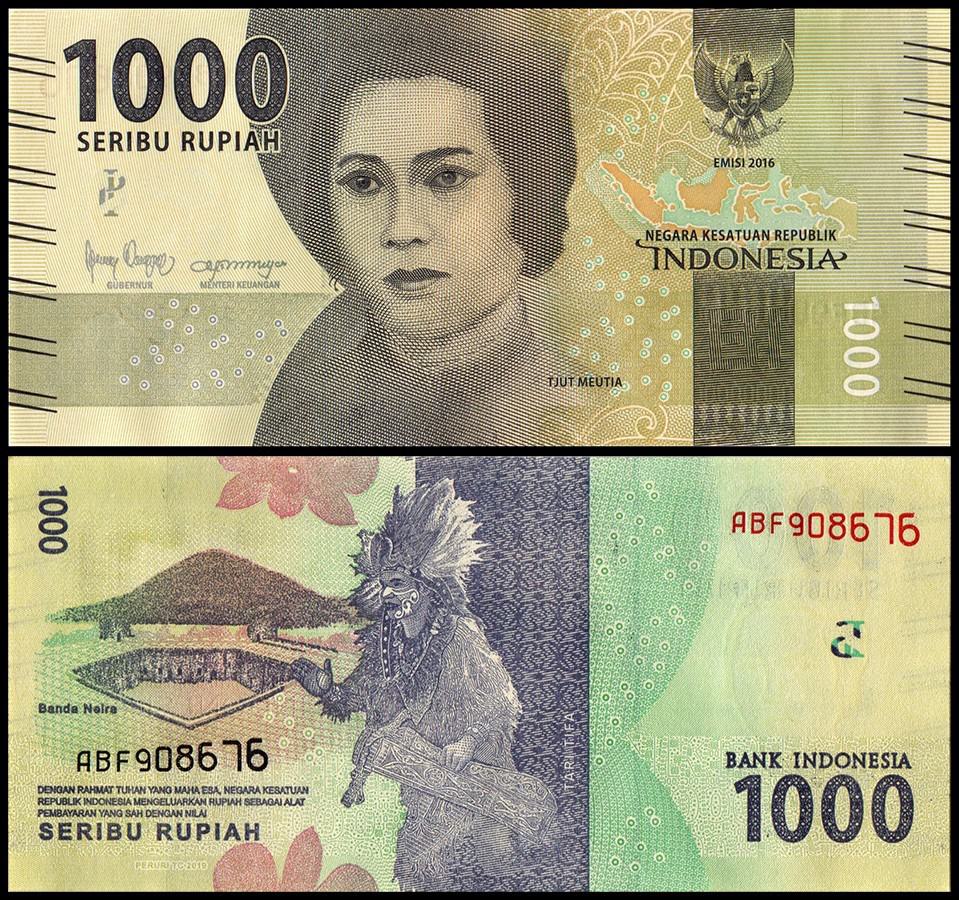 1000
SERIBU RUPIAH
GUBERNUR
MENTERI KEUANGAN
TJUT MEUTIA
EMISI 2016
NEGARA KESATUAN REPUBLIK
INDONESIA
1000
1000
Banda Neira
ABF908676
DENGAN RAHMAT TUHAN YANG MAHA ESA, NEGARA KESATUAN
REPUBLIK INDONESIA MENGELUARKAN RUPIAH SEBAGAI ALAT
PEMBAYARAN YANG SAH DENGAN NILAI
SERIBU RUPIAH
TARI TIFA
ABF908676
BANK INDONESIA
1000